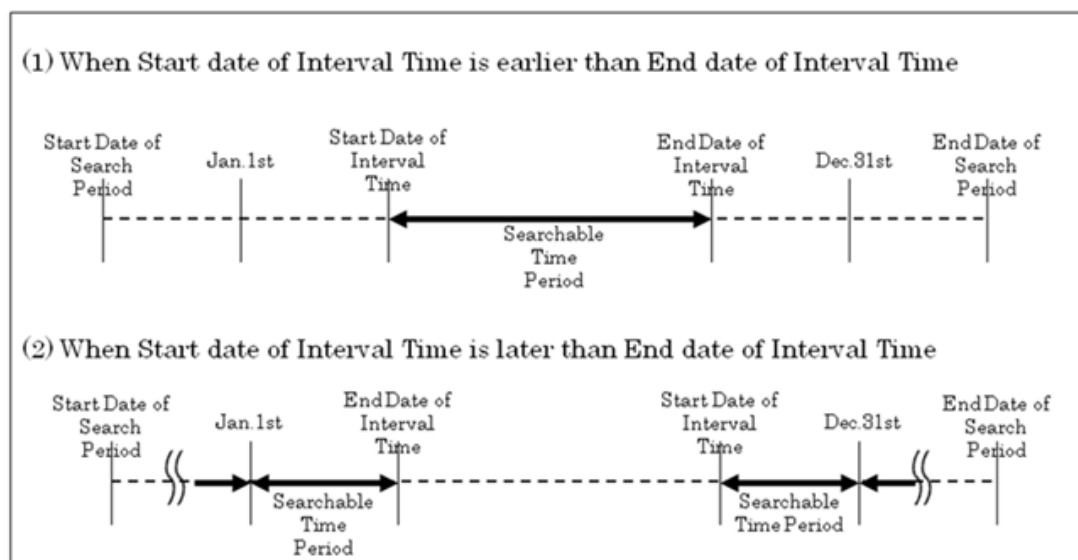 (1) When Start date of Interval Time is earlier than End date of Interval Time
Start Date of
Search
Period
Jan.1st
Start Date of
Interval
Time
End Date of
Interval
Time
Dec.31st
End Date of
Search
Period
Searchable
Time
Period
(2) When Start date of Interval Time is later than End date of Interval Time
Start Date of
Search
Period
Jan.1st
End Date of
Interval
Time
Start Date of
Interval
Time
Dec.31st
End Date of
Search
Period
Searchable
Time
Period
Searchable
Time Period